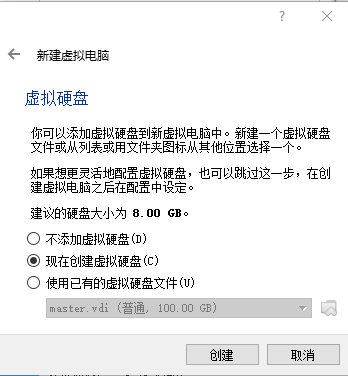 ?
新建虚拟电脑
虚拟硬盘
你可以添加虚拟硬盘到新虚拟电脑中。新建一个虚拟硬盘
文件或从列表或用文件夹图标从其他位置选择一个。
如果想更灵活地配置虚拟硬盘，也可以跳过这一步，在创
建虚拟电脑之后在配置中设定。
建议的硬盘大小为 8.00 GB。
不添加虚拟硬盘(D)
现在创建虚拟硬盘(C)
使用已有的虚拟硬盘文件(U)
master.vdi (普通, 100.00 GB)
创建
取消